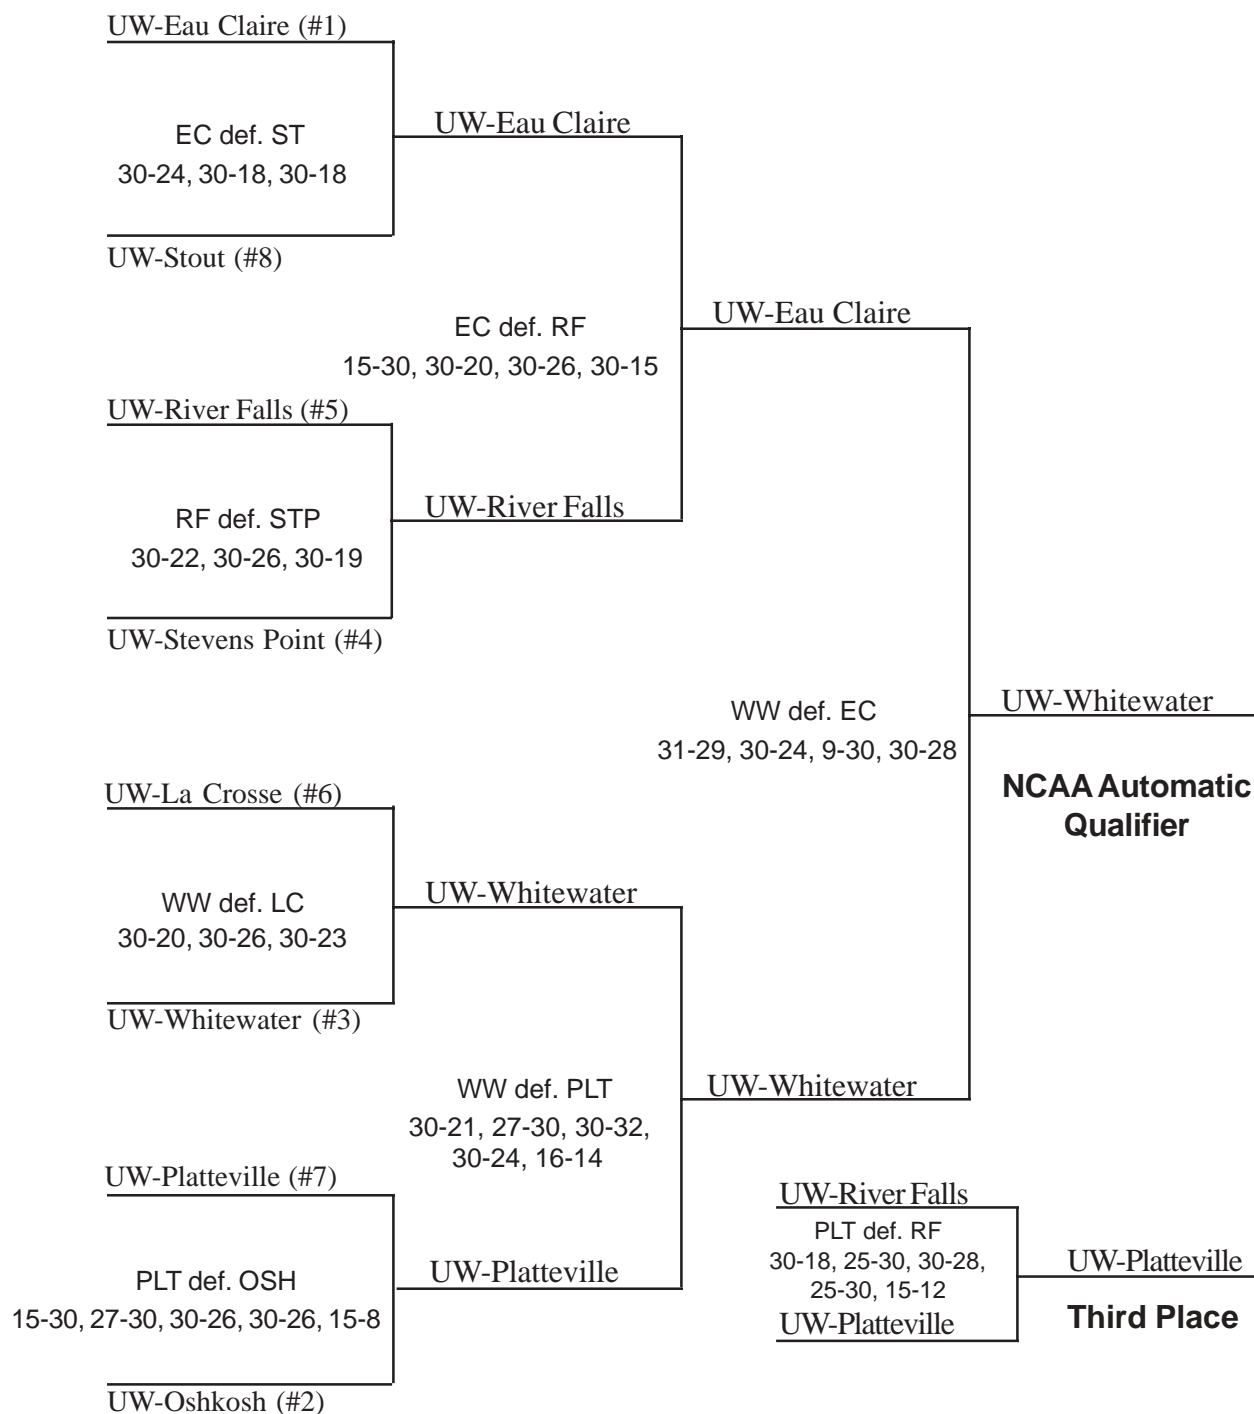 UW-Eau Claire (#1)
EC def. ST
30-24, 30-18, 30-18
UW-Stout (#8)
UW-Eau Claire
EC def. RF
15-30, 30-20, 30-26, 30-15
UW-Eau Claire
UW-River Falls (#5)
RF def. STP
30-22, 30-26, 30-19
UW-Stevens Point (#4)
UW-River Falls
WW def. EC
31-29, 30-24, 9-30, 30-28
UW-Whitewater
NCAA Automatic
Qualifier
UW-La Crosse (#6)
WW def. LC
30-20, 30-26, 30-23
UW-Whitewater (#3)
UW-Whitewater
WW def. PLT
30-21, 27-30, 30-32,
30-24, 16-14
UW-Whitewater
UW-Platteville (#7)
PLT def. OSH
15-30, 27-30, 30-26, 30-26, 15-8
UW-Oshkosh (#2)
UW-Platteville
UW-River Falls
PLT def. RF
30-18, 25-30, 30-28,
25-30, 15-12
UW-Platteville
UW-Platteville
Third Place